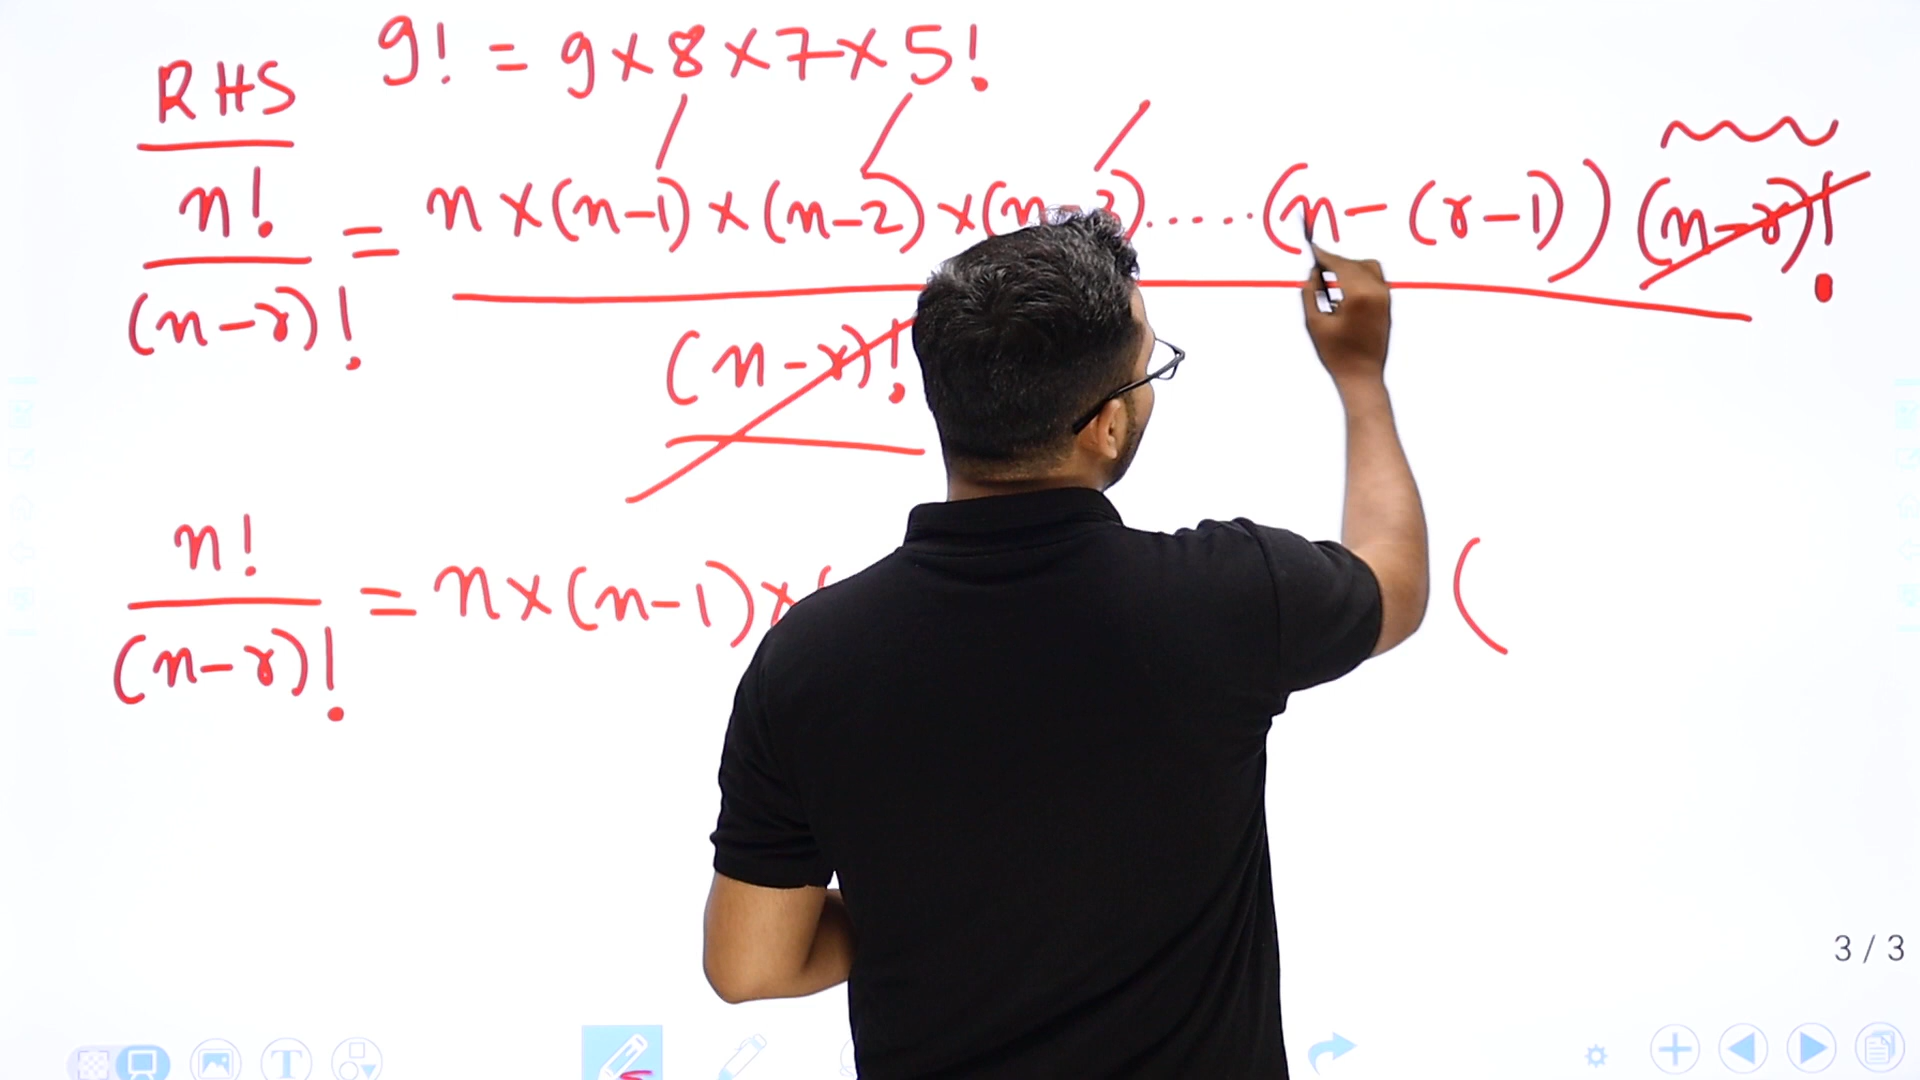 9! = 9 × 8 × 7 × 5!
RHS
n! / (n-r)! = n × (n-1) × (n-2) × (n-3) ..... (n-(r-1)) (n-r)! / (n-r)!
n! / (n-r)! = n × (n-1) × ( (
3 / 3
T